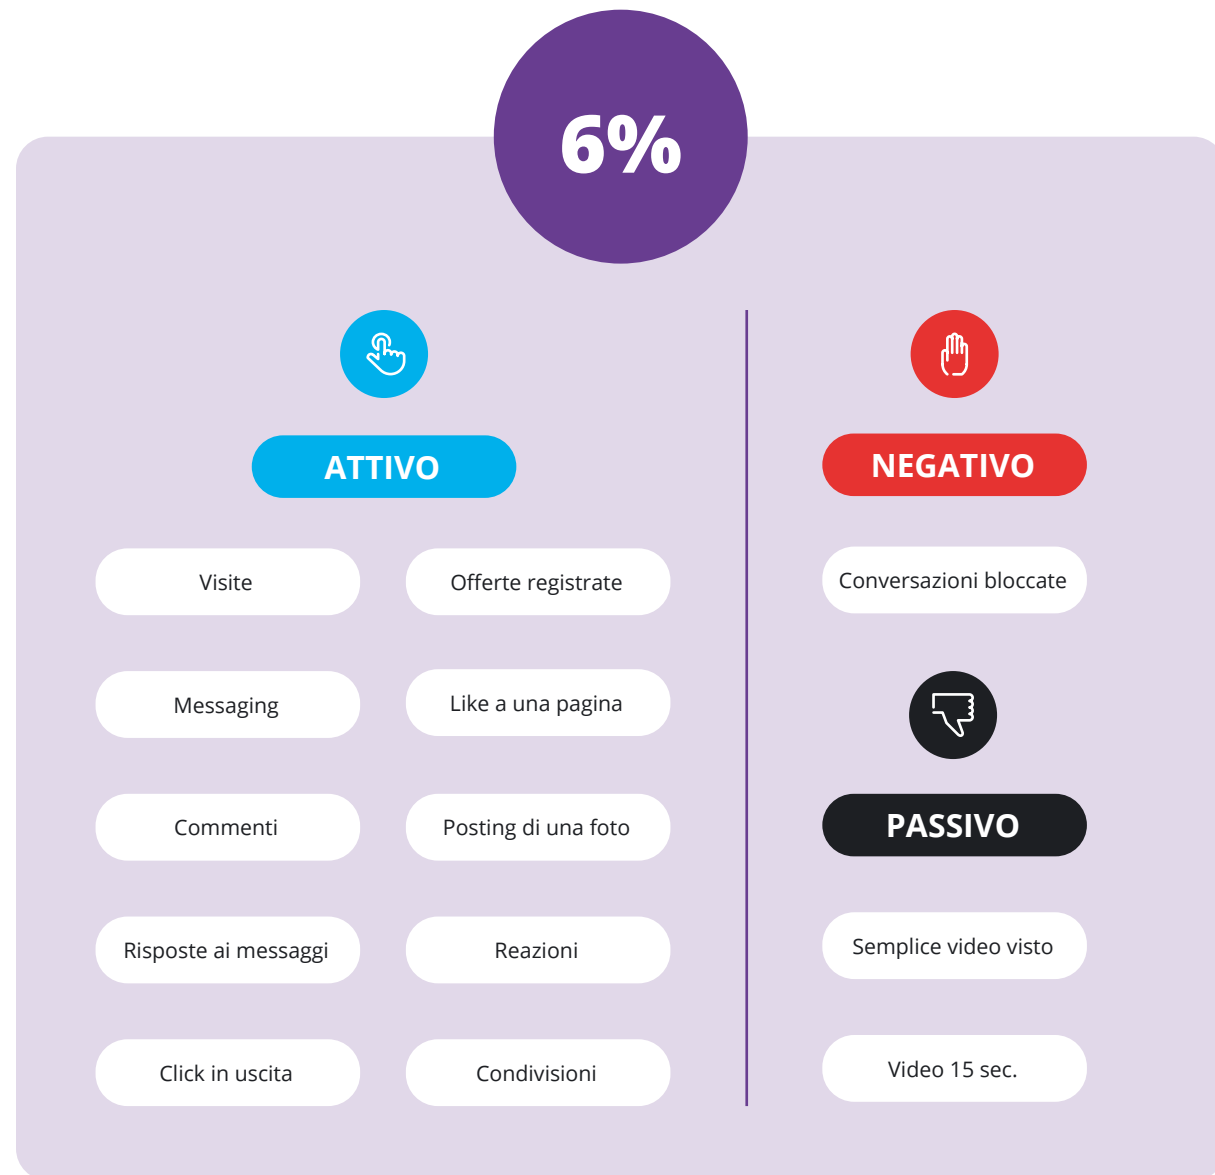 6%
ATTIVO
Visite
Offerte registrate
Messaging
Like a una pagina
Commenti
Posting di una foto
Risposte ai messaggi
Reazioni
Click in uscita
Condivisioni
NEGATIVO
Conversazioni bloccate
PASSIVO
Semplice video visto
Video 15 sec.